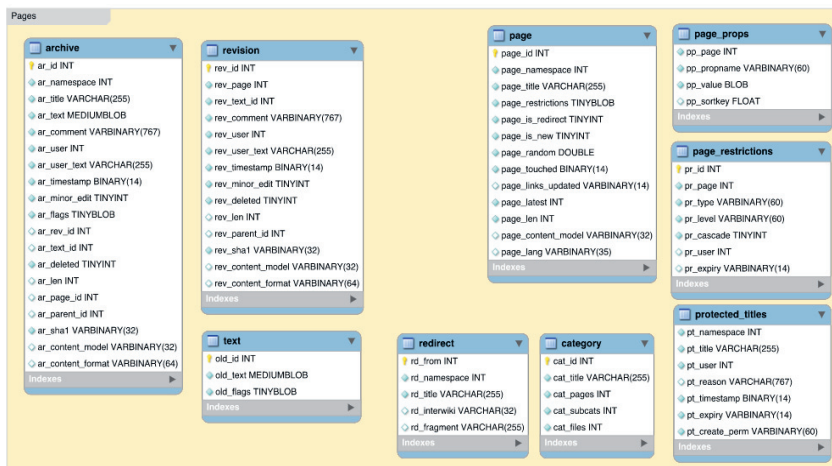 Pages
archive
ar_id INT
ar_namespace INT
ar_title VARCHAR(255)
ar_text MEDIUMBLOB
ar_comment VARBINARY(767)
ar_user INT
ar_user_text VARCHAR(255)
ar_timestamp BINARY(14)
ar_minor_edit TINYINT
ar_flags TINYBLOB
ar_rev_id INT
ar_text_id INT
ar_deleted TINYINT
ar_len INT
ar_page_id INT
ar_parent_id INT
ar_sha1 VARBINARY(32)
ar_content_model VARBINARY(32)
ar_content_format VARBINARY(64)
Indexes
revision
rev_id INT
rev_page INT
rev_text_id INT
rev_comment VARBINARY(767)
rev_user INT
rev_user_text VARCHAR(255)
rev_timestamp BINARY(14)
rev_minor_edit TINYINT
rev_deleted TINYINT
rev_len INT
rev_parent_id INT
rev_sha1 VARBINARY(32)
rev_content_model VARBINARY(32)
rev_content_format VARBINARY(64)
Indexes
text
old_id INT
old_text MEDIUMBLOB
old_flags TINYBLOB
Indexes
page
page_id INT
page_namespace INT
page_title VARCHAR(255)
page_restrictions TINYBLOB
page_is_redirect TINYINT
page_is_new TINYINT
page_random DOUBLE
page_touched BINARY(14)
page_links_updated VARBINARY(14)
page_latest INT
page_len INT
page_content_model VARBINARY(32)
page_lang VARBINARY(35)
Indexes
redirect
rd_from INT
rd_namespace INT
rd_title VARCHAR(255)
rd_interwiki VARCHAR(32)
rd_fragment VARCHAR(255)
Indexes
category
cat_id INT
cat_title VARCHAR(255)
cat_pages INT
cat_subcats INT
cat_files INT
Indexes
page_props
pp_page INT
pp_propname VARBINARY(60)
pp_value BLOB
pp_sortkey FLOAT
Indexes
page_restrictions
pr_id INT
pr_page INT
pr_type VARBINARY(60)
pr_level VARBINARY(60)
pr_cascade TINYINT
pr_user INT
pr_expiry VARBINARY(14)
Indexes
protected_titles
pt_namespace INT
pt_title VARCHAR(255)
pt_user INT
pt_reason VARCHAR(767)
pt_timestamp BINARY(14)
pt_expiry VARBINARY(14)
pt_create_perm VARBINARY(60)
Indexes